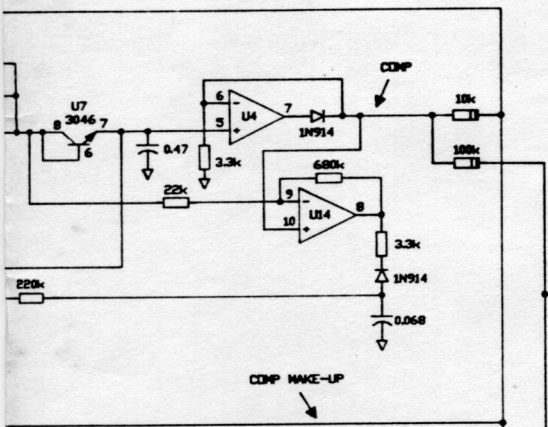 COMP
U7
3046
8
7
6
6
5
7
U4
1N914
10k
100k
0.47
3.3k
680k
22k
9
10
8
U14
3.3k
1N914
220k
0.068
COMP MAKE-UP